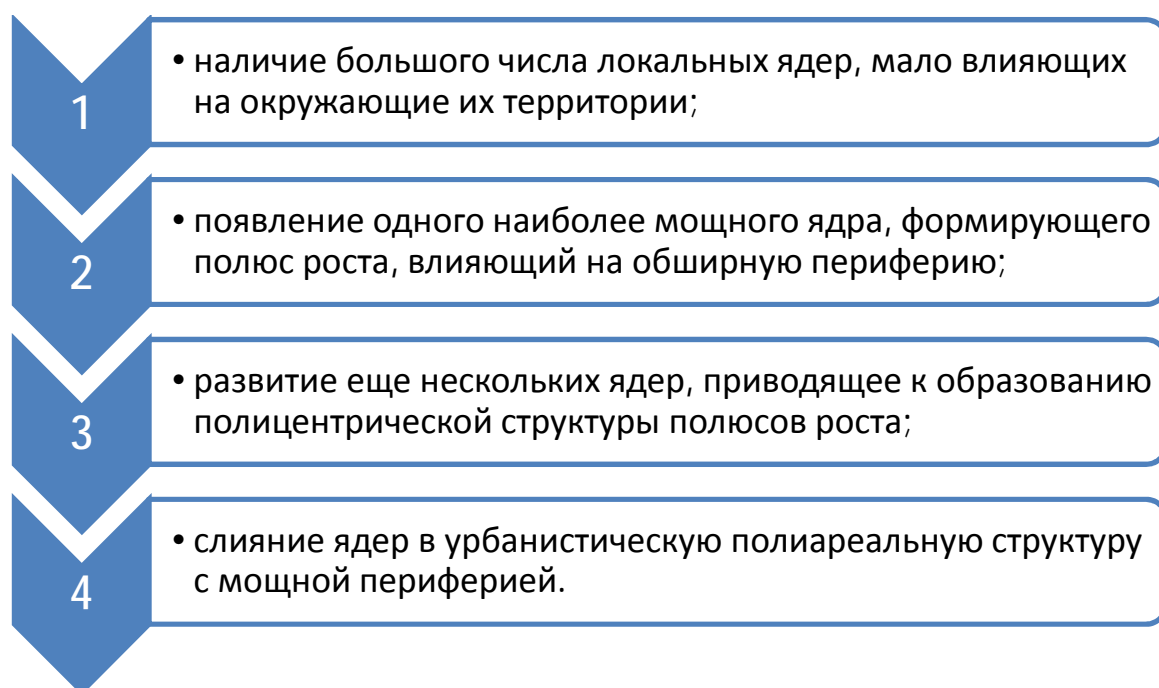 1
• наличие большого числа локальных ядер, мало влияющих
на окружающие их территории;
2
• появление одного наиболее мощного ядра, формирующего
полюс роста, влияющий на обширную периферию;
3
• развитие еще нескольких ядер, приводящее к образованию
полицентрической структуры полюсов роста;
4
• слияние ядер в урбанистическую полиареальную структуру
с мощной периферией.